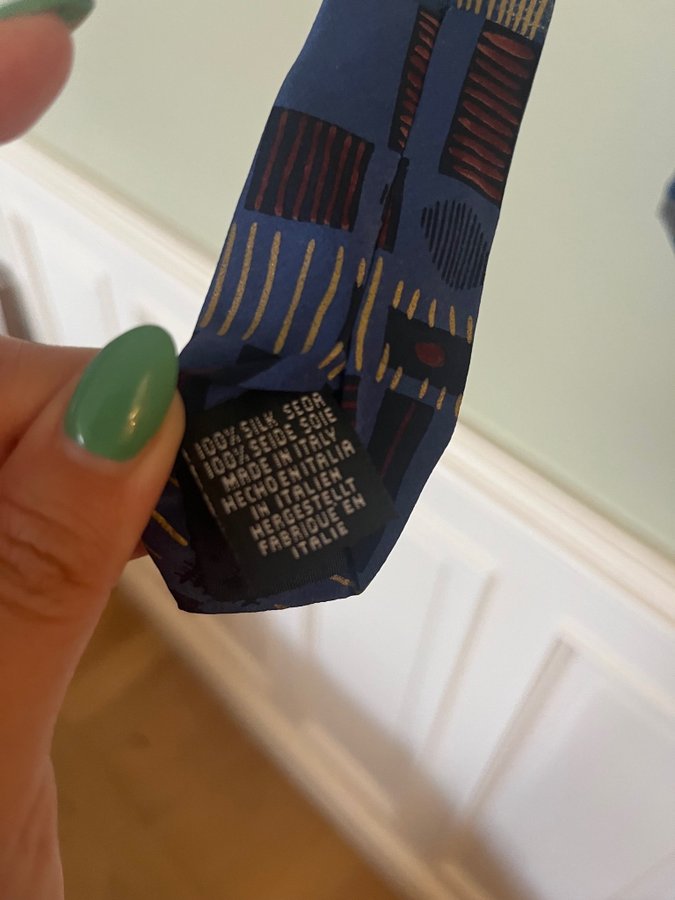 100% SILK SEDA
100% SEIDE SOIE
MADE IN ITALY
HECHO EN ITALIA
IN ITALIEN
HERGESTELLT
FABRIQUE EN
ITALIE